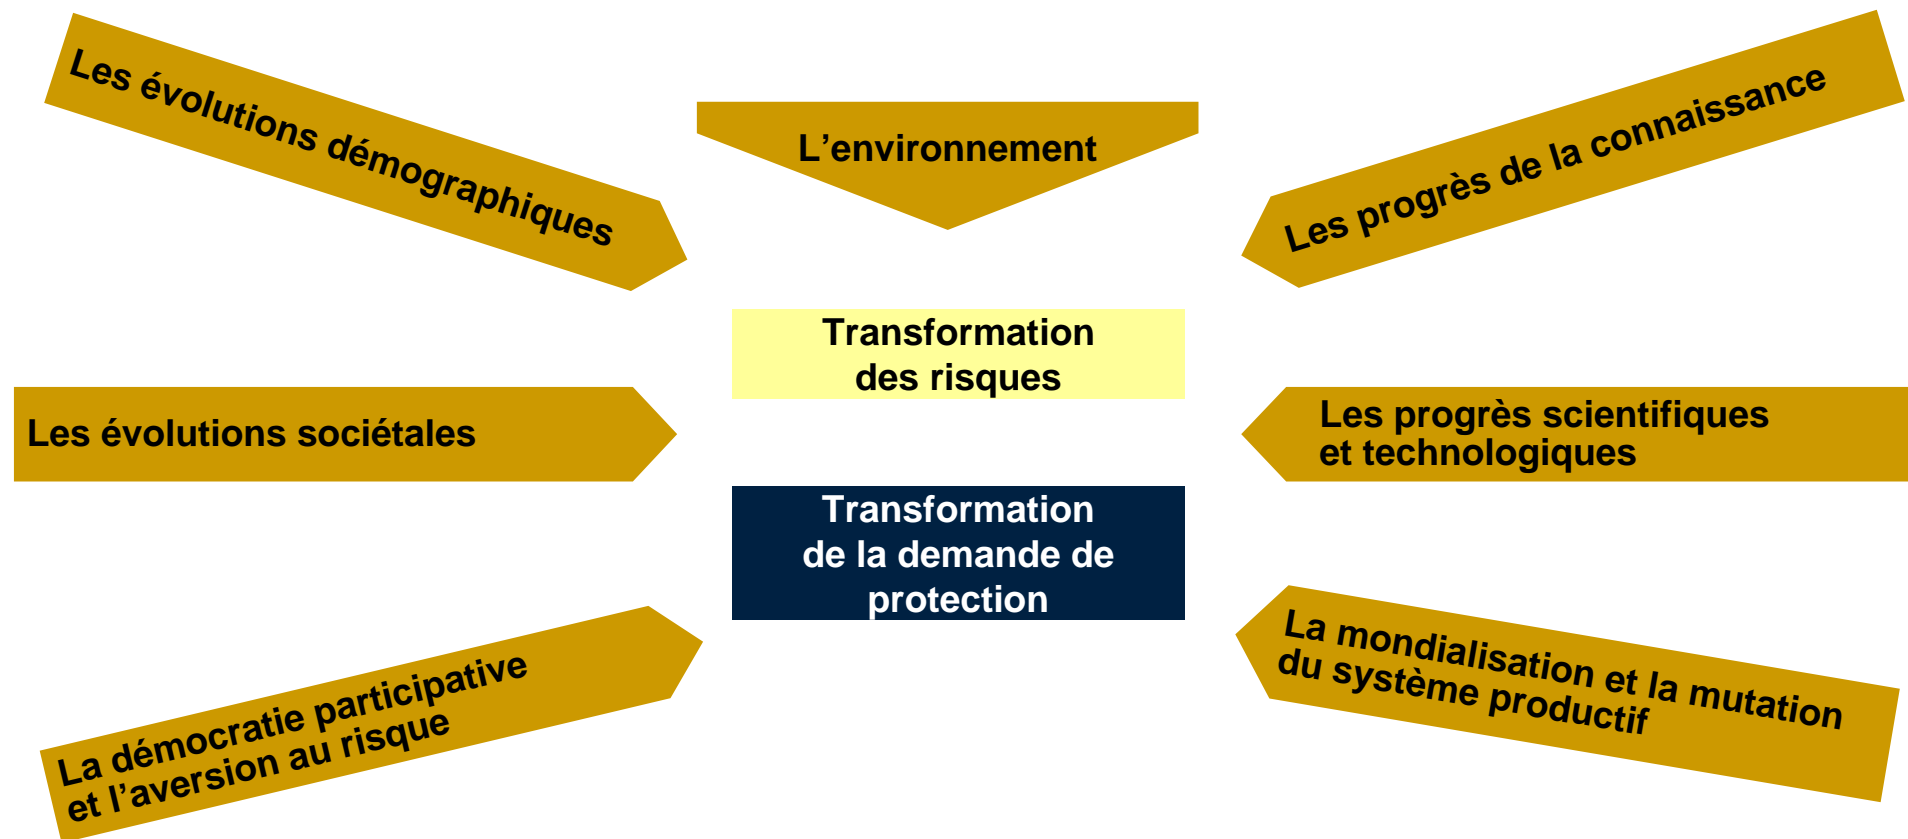 Les évolutions démographiques
L’environnement
Les progrès de la connaissance
Transformation
des risques
Les évolutions sociétales
Les progrès scientifiques
et technologiques
Transformation
de la demande de
protection
La démocratie participative
et l’aversion au risque
La mondialisation et la mutation
du système productif